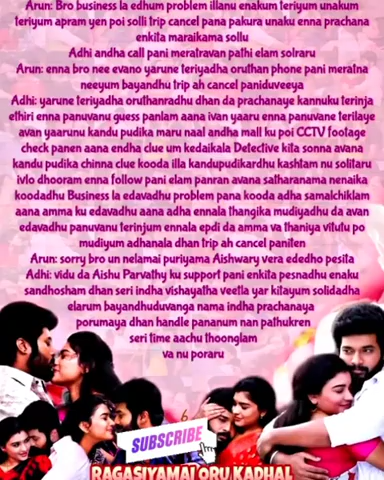 Arun: Bro business la edhum problem illanu enakum teriyum unakum
teriyum apram yen poi solli trip cancel pana pakura unaku enna prachana
enkita maraikama sollu
Adhi andha call pani meratravan pathi elam solraru
Arun: enna bro nee evano yarune teriyadha oruthan phone pani meratna
neeyum bayandhu trip ah cancel paniduveeya
Adhi: yarune teriyadha oruthanradhu dhan da prachanaye kannuku terinja
ethiri enna panuvanu guess panlam aana ivan yaaru enna panuvane terilaye
avan yaarunu kandu pudika maru naal andha mall ku poi CCTV footage
check panen aana endha clue um kedaikala Detective kita sonna avana
kandu pudika chinna clue kooda illa kandupudikardhu kashtam nu solitaru
ivlo dhooram enna follow pani elam panran avana satharanama nenaika
koodadhu Business la edavadhu problem pana kooda adha samalchiklam
aana amma ku edavadhu aana adha ennala thangika mudiyadhu da avan
edavadhu panuvanu terinjum ennala epdi da amma va thaniya vitutu po
mudiyum adhanala dhan trip ah cancel paniten
Arun: sorry bro un nelamai puriyama Aishwary vera ededho pesita
Adhi: vidu da Aishu Parvathy ku support pani enkita pesnadhu enaku
sandhosham dhan seri indha vishayatha veetla yar kitayum solidadha
elarum bayandhuduvanga nama indha prachanaya
porumaya dhan handle pananum nan pathukren
seri time aachu thoonglam
va nu poraru
SUBSCRIBE
RAGASIYAMAI ORU KADHAL